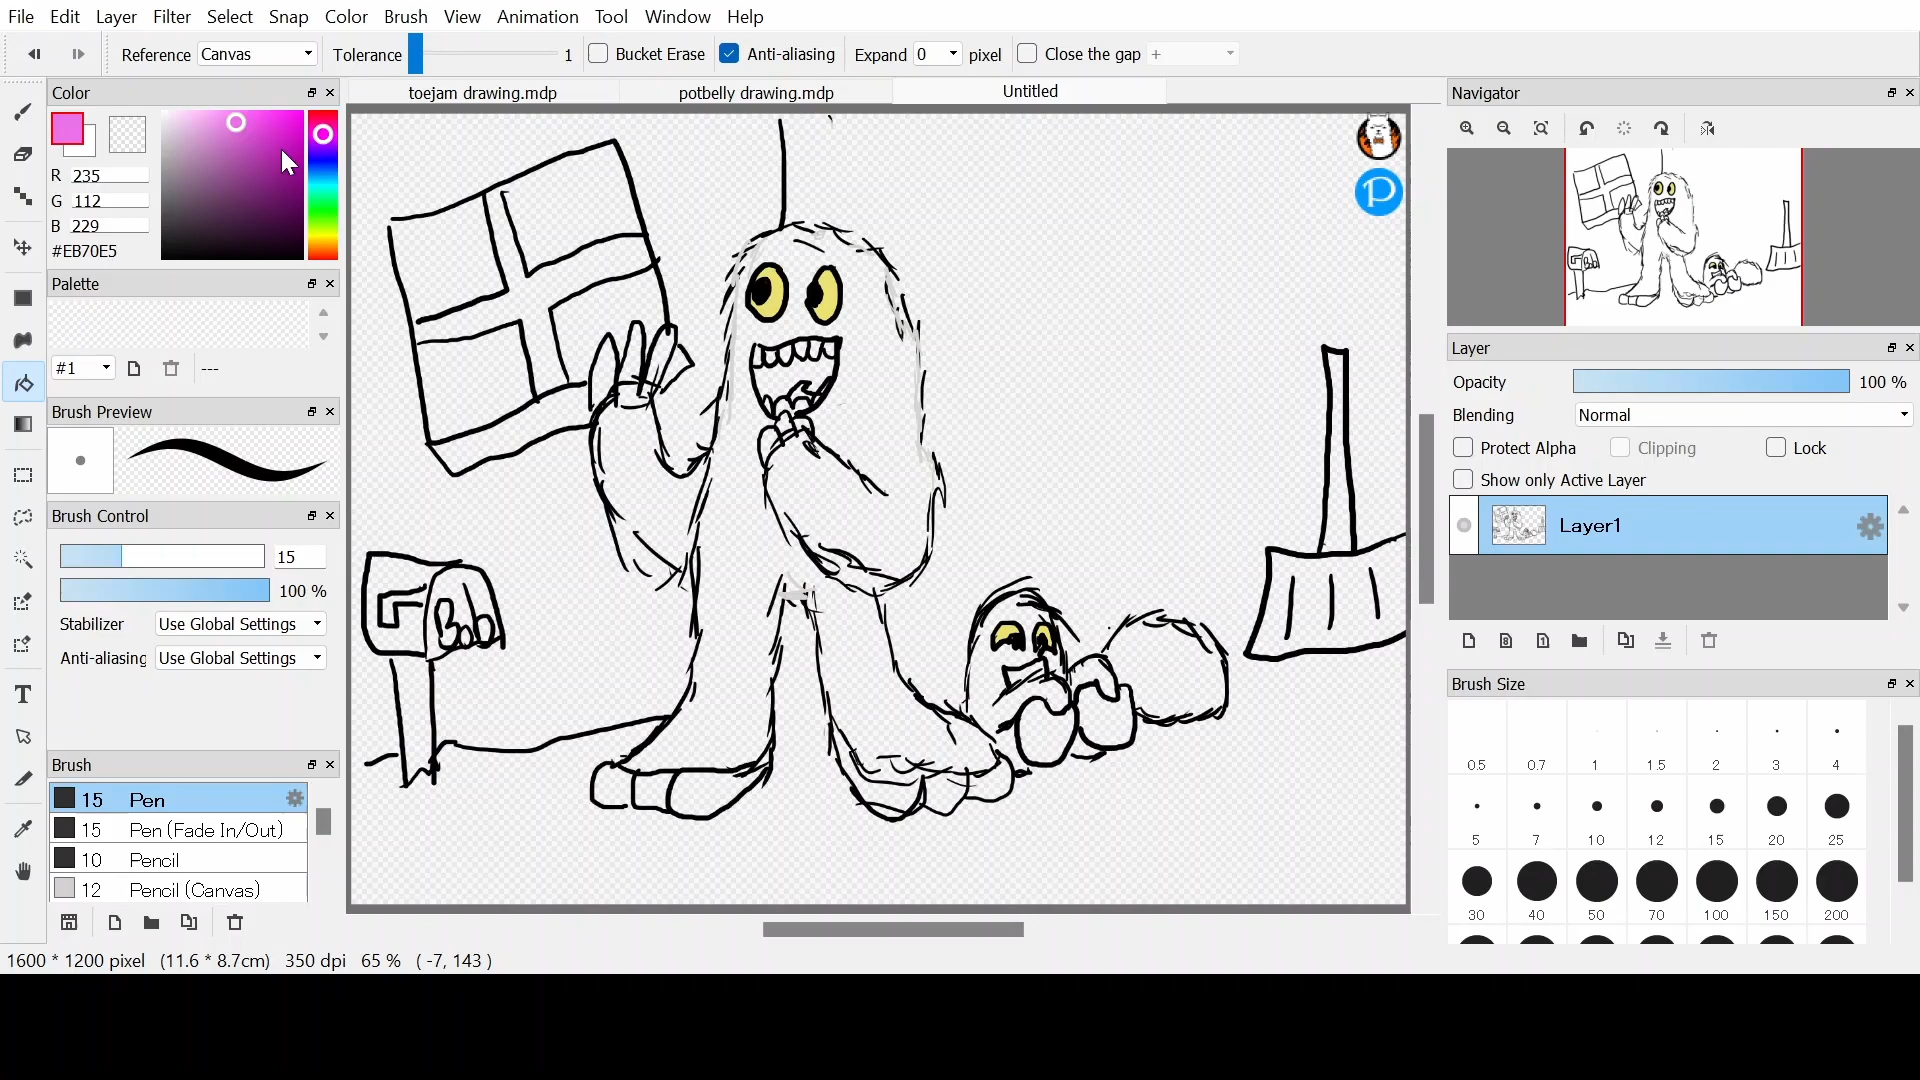 File Edit Layer Filter Select Snap Color Brush View Animation Tool Window Help
Reference Canvas Tolerance 1 Bucket Erase Anti-aliasing Expand 0 pixel Close the gap +
Color
toejam drawing.mdp potbelly drawing.mdp Untitled
Navigator
R 235
G 112
B 229
#EB70E5
Palette
#1 ---
Brush Preview
Brush Control
15
100 %
Stabilizer Use Global Settings
Anti-aliasing Use Global Settings
Brush
15 Pen
15 Pen (Fade In/Out)
10 Pencil
12 Pencil (Canvas)
P
G Bob
Layer
Opacity 100 %
Blending Normal
Protect Alpha Clipping Lock
Show only Active Layer
Layer1
8 1
T
Brush Size
0.5 0.7 1 1.5 2 3 4
5 7 10 12 15 20 25
30 40 50 70 100 150 200
1600 * 1200 pixel (11.6 * 8.7cm) 350 dpi 65 % ( -7, 143 )